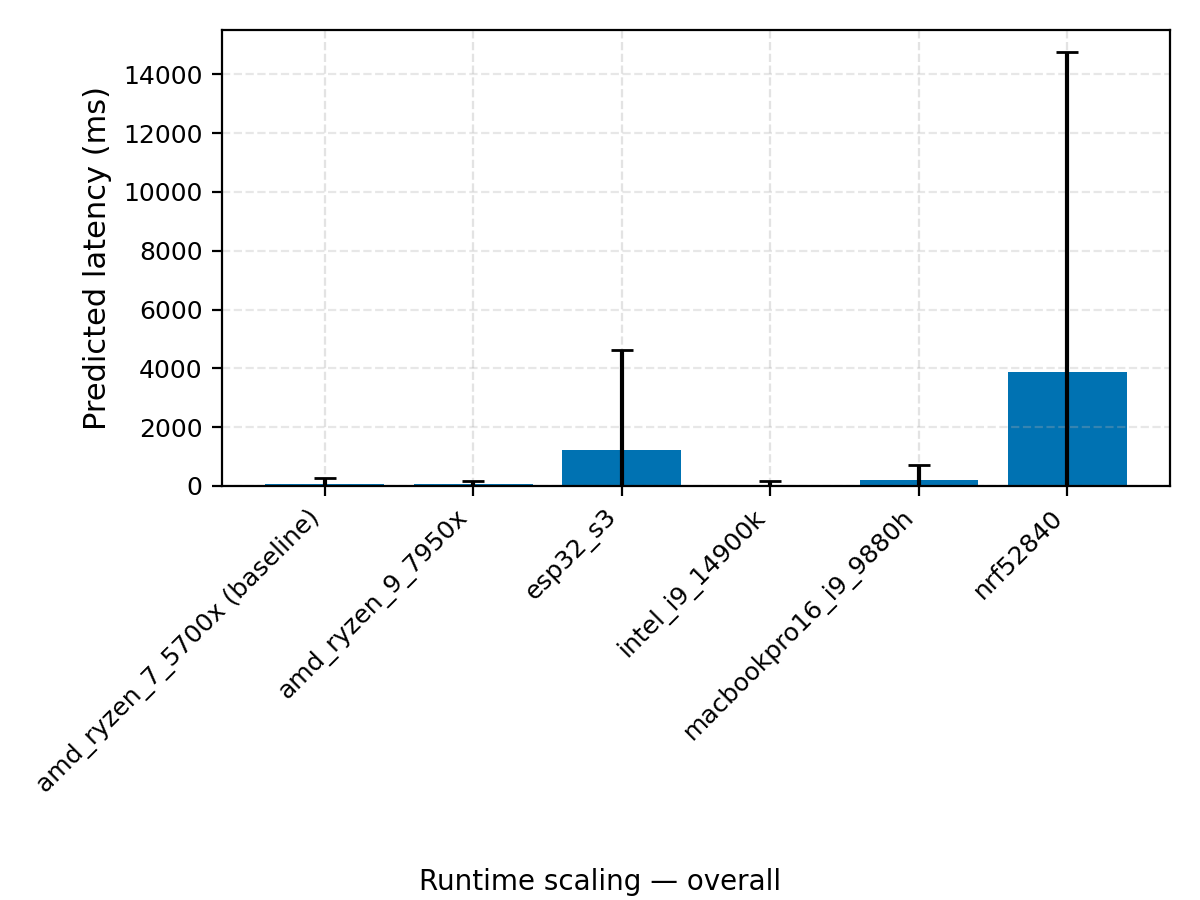 Predicted latency (ms)
14000
12000
10000
8000
6000
4000
2000
0
amd_ryzen_7_5700x (baseline)
amd_ryzen_9_7950x
esp32_s3
intel_i9_14900k
macbookpro16_i9_9880h
nrf52840
Runtime scaling — overall